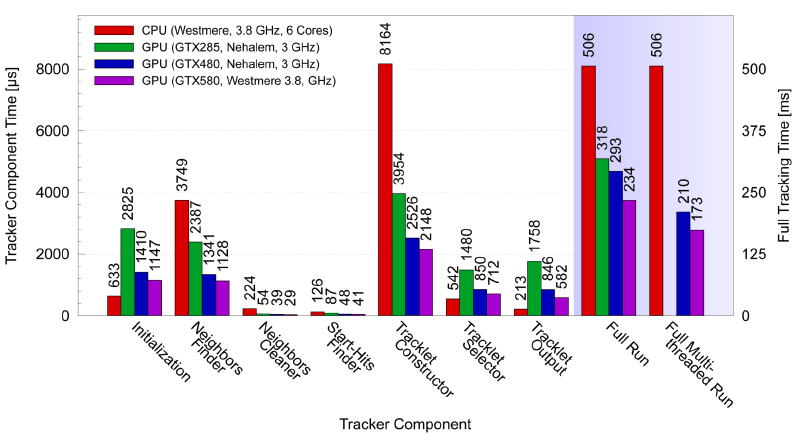 CPU (Westmere, 3.8 GHz, 6 Cores)
GPU (GTX285, Nehalem, 3 GHz)
GPU (GTX480, Nehalem, 3 GHz)
GPU (GTX580, Westmere 3.8, GHz)
Tracker Component Time [µs]
8000
6000
4000
2000
0
633
2825
1410
1147
3749
2387
1341
1128
224
54
39
29
126
87
48
41
8164
3954
2526
2148
542
1480
850
712
213
1758
846
582
506
318
293
234
506
210
173
500
375
250
125
0
Full Tracking Time [ms]
Initialization
Neighbors
Finder
Neighbors
Cleaner
Start-Hits
Finder
Tracklet
Constructor
Tracklet
Selector
Tracklet
Output
Full Run
Full Multi-
threaded Run
Tracker Component